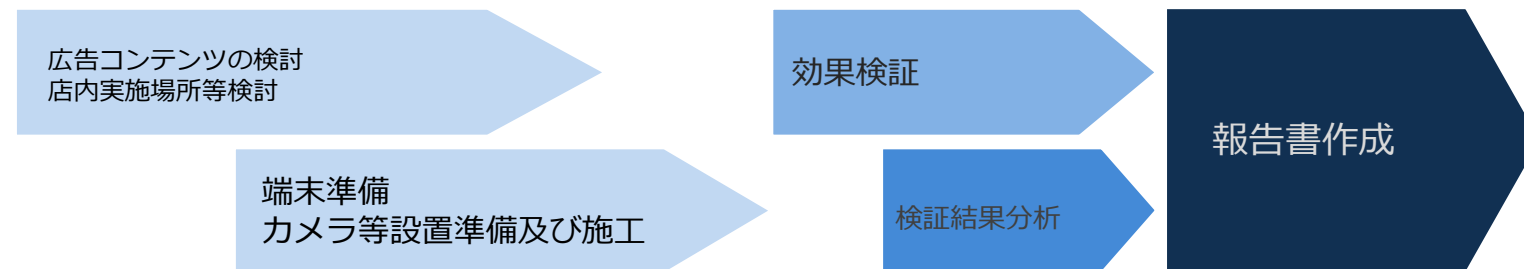 広告コンテンツの検討
店内実施場所等検討
端末準備
カメラ等設置準備及び施工
効果検証
検証結果分析
報告書作成